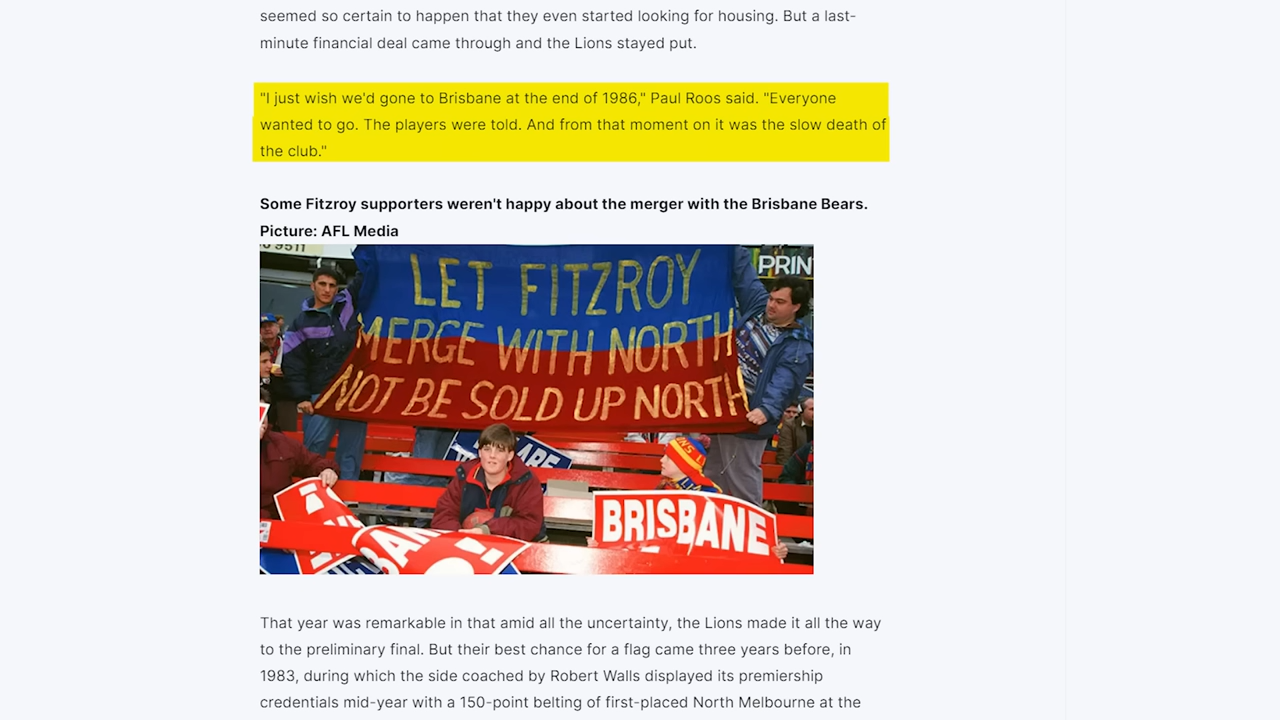 seemed so certain to happen that they even started looking for housing. But a last-
minute financial deal came through and the Lions stayed put.
"I just wish we'd gone to Brisbane at the end of 1986," Paul Roos said. "Everyone
wanted to go. The players were told. And from that moment on it was the slow death of
the club."
Some Fitzroy supporters weren't happy about the merger with the Brisbane Bears.
Picture: AFL Media
9511
PRIN
LET FITZROY
MERGE WITH NORTH
NOT BE SOLD UP NORTH
ARE
BRISBANE
That year was remarkable in that amid all the uncertainty, the Lions made it all the way
to the preliminary final. But their best chance for a flag came three years before, in
1983, during which the side coached by Robert Walls displayed its premiership
credentials mid-year with a 150-point belting of first-placed North Melbourne at the